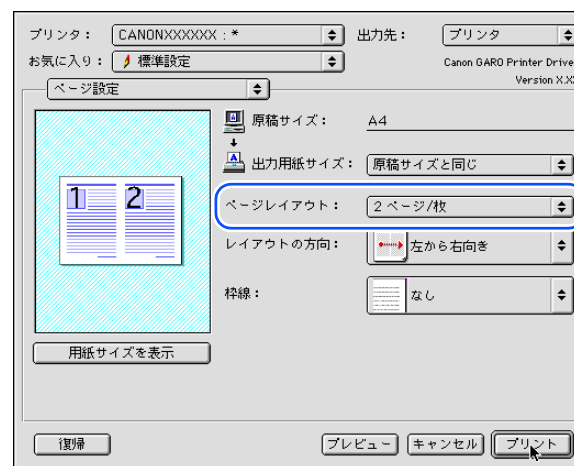 プリンタ： CANONXXXXXX : * 出力先： プリンタ
お気に入り： 標準設定 Canon GARO Printer Drive
Version X.X
ページ設定
原稿サイズ： A4
出力用紙サイズ： 原稿サイズと同じ
ページレイアウト： 2 ページ/枚
レイアウトの方向： 左から右向き
枠線： なし
1 2
用紙サイズを表示
復帰 プレビュー キャンセル プリント